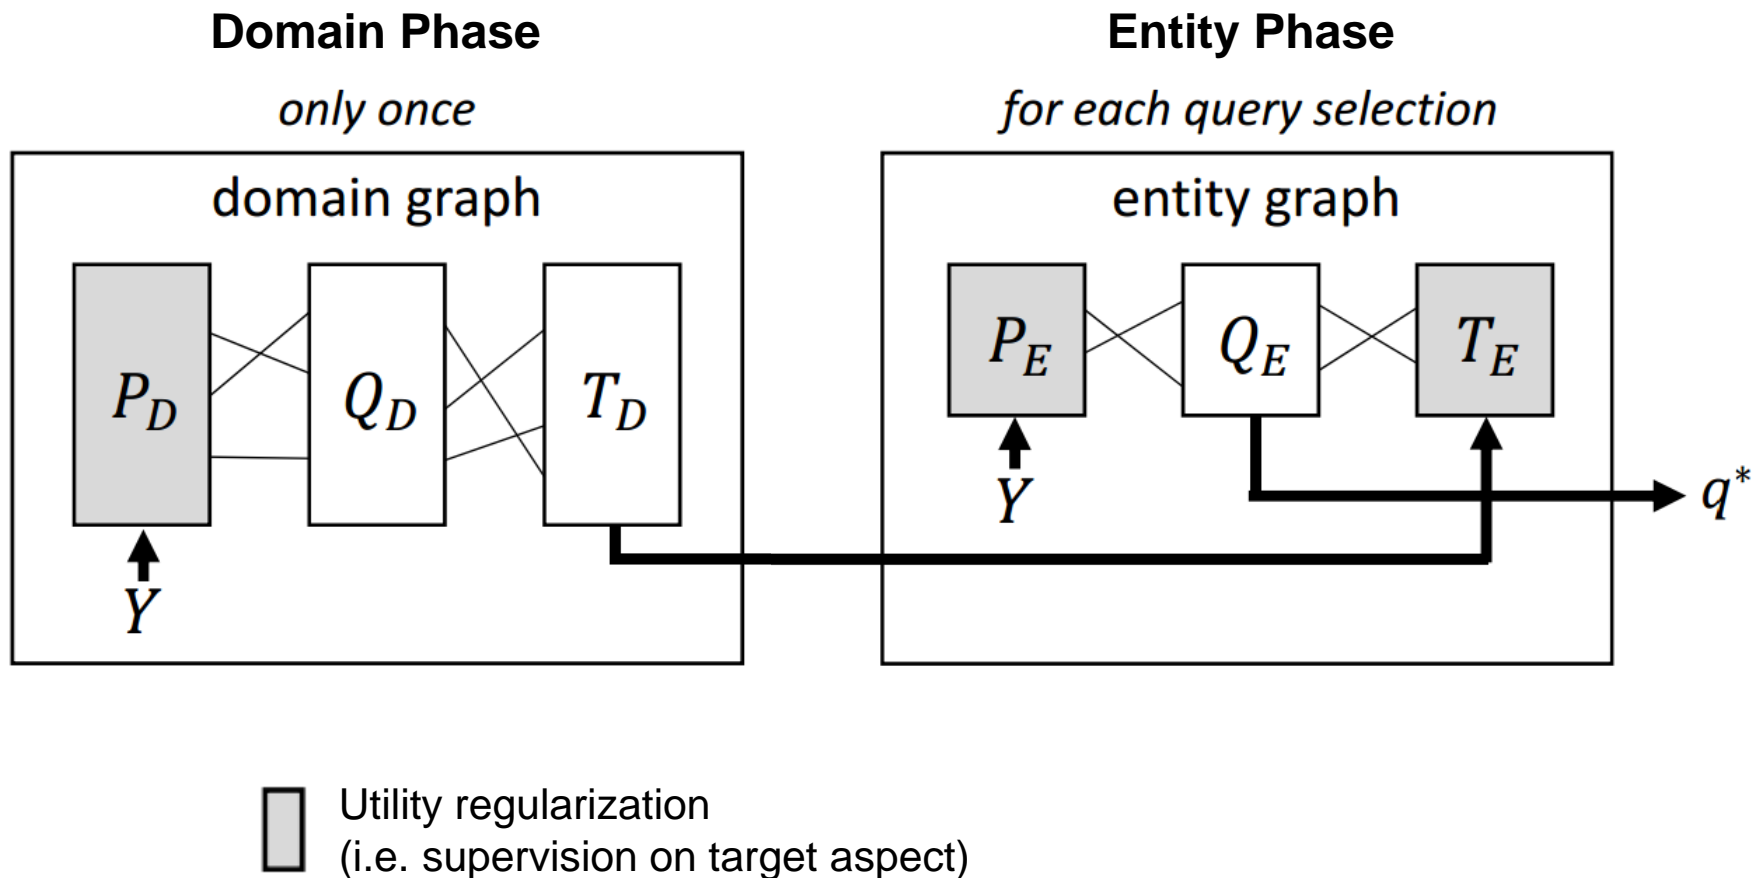 Domain Phase
only once
domain graph
P_D
Q_D
T_D
Y
Entity Phase
for each query selection
entity graph
P_E
Q_E
T_E
Y
q*
Utility regularization
(i.e. supervision on target aspect)